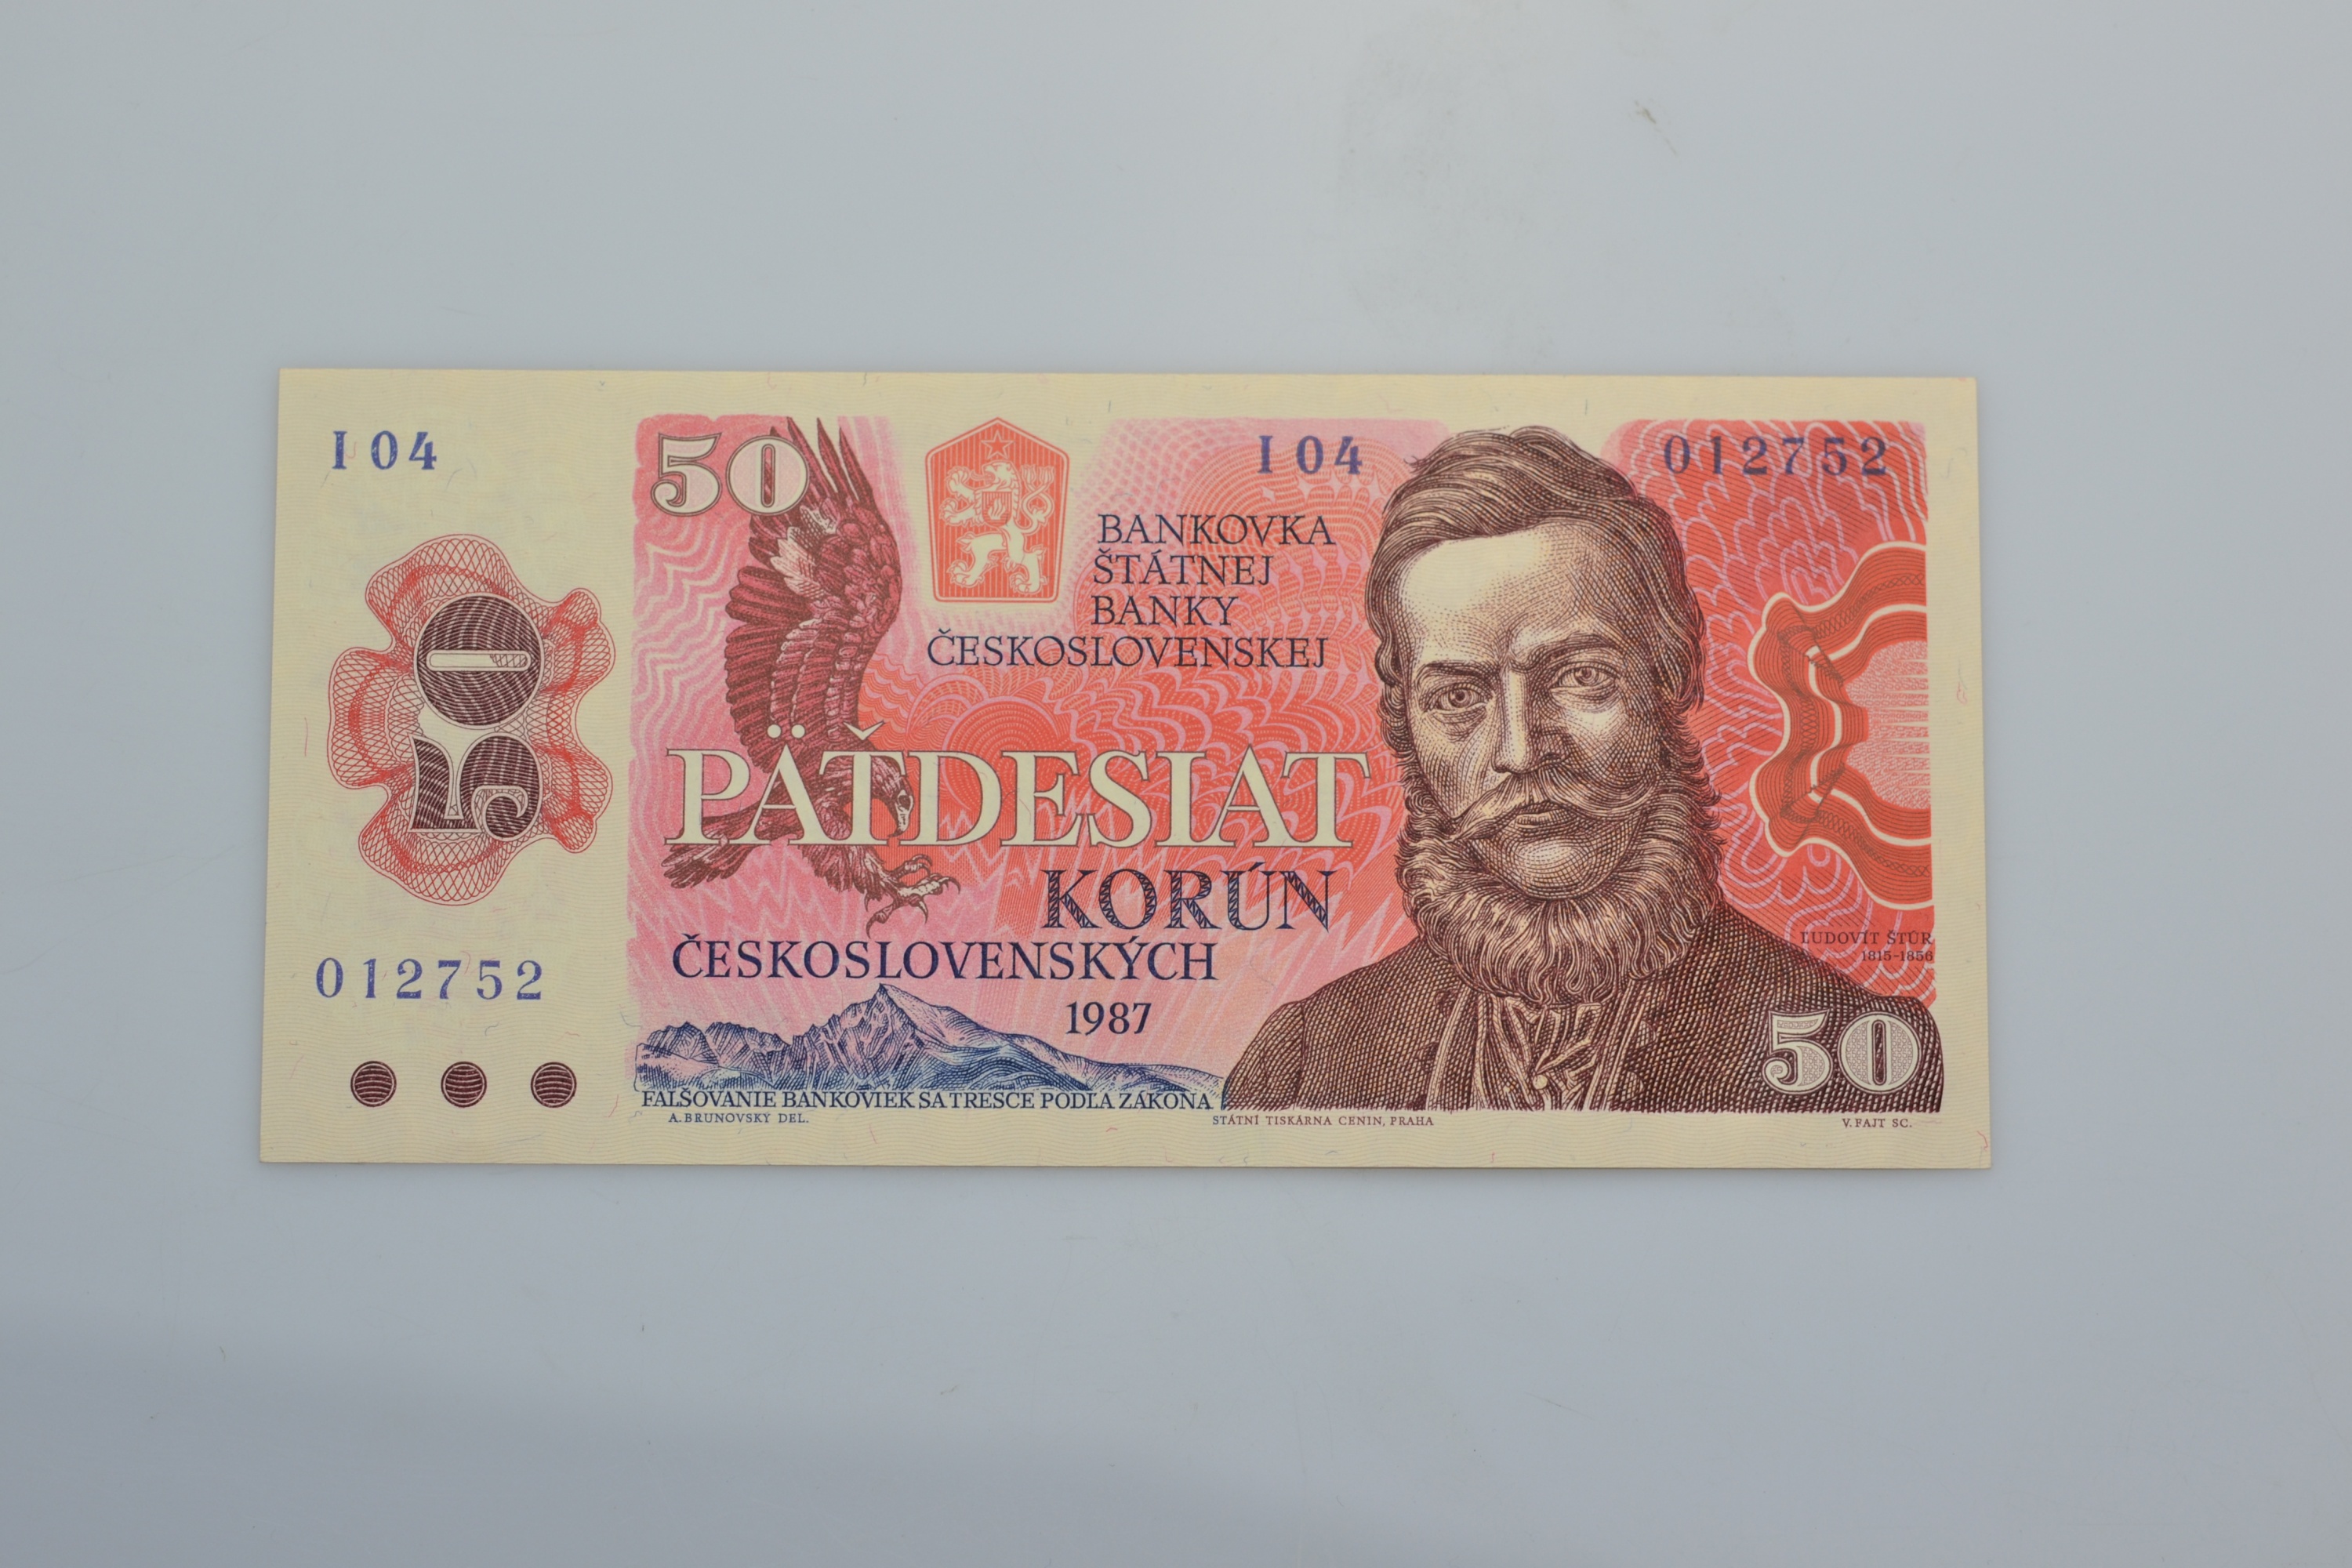 I 04
50
012752
50
I 04
012752
BANKOVKA
ŠTÁTNEJ
BANKY
ČESKOSLOVENSKEJ
PÄŤDESIAT
KORÚN
ČESKOSLOVENSKÝCH
1987
FALŠOVANIE BANKOVIEK SA TRESCE PODĽA ZÁKONA
ĽUDOVÍT ŠTÚR
1815-1856
50
A. BRUNOVSKÝ DEL.
STÁTNÍ TISKÁRNA CENIN, PRAHA
V. FAJT SC.